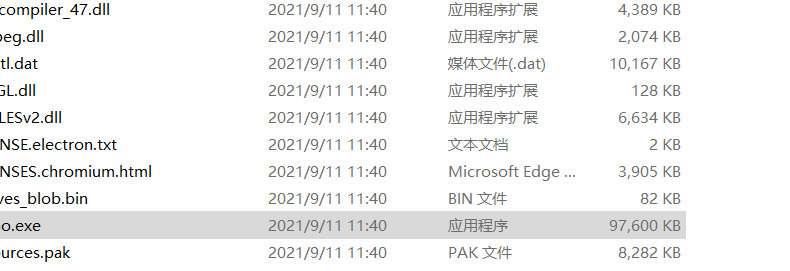 compiler_47.dll 2021/9/11 11:40 应用程序扩展 4,389 KB
peg.dll 2021/9/11 11:40 应用程序扩展 2,074 KB
tl.dat 2021/9/11 11:40 媒体文件(.dat) 10,167 KB
GL.dll 2021/9/11 11:40 应用程序扩展 128 KB
LESv2.dll 2021/9/11 11:40 应用程序扩展 6,634 KB
NSE.electron.txt 2021/9/11 11:40 文本文档 2 KB
NSES.chromium.html 2021/9/11 11:40 Microsoft Edge ... 3,905 KB
ves_blob.bin 2021/9/11 11:40 BIN 文件 82 KB
o.exe 2021/9/11 11:40 应用程序 97,600 KB
ources.pak 2021/9/11 11:40 PAK 文件 8,282 KB